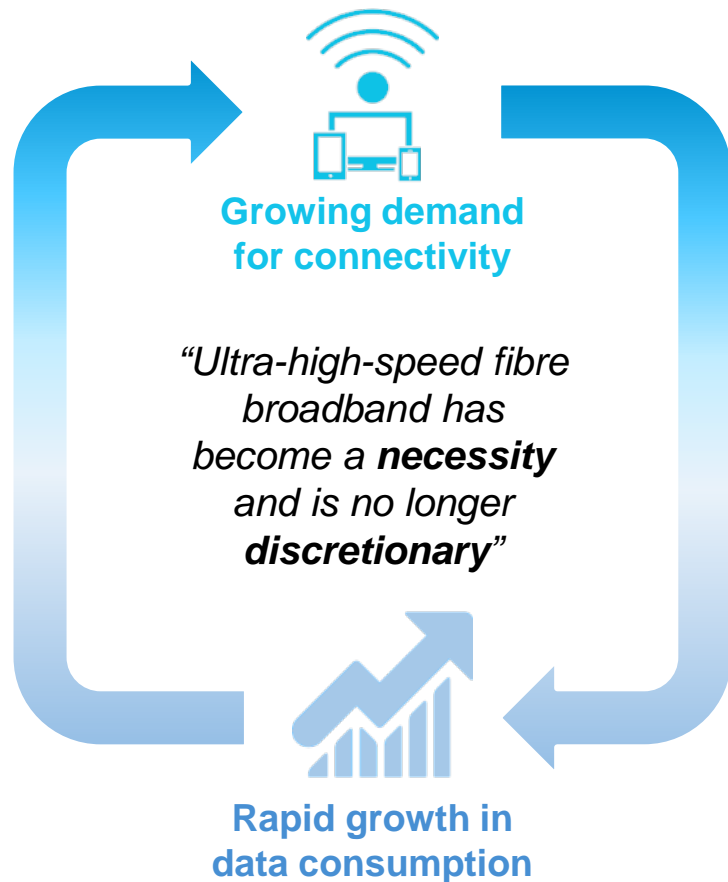 Growing demand
for connectivity
“Ultra-high-speed fibre
broadband has
become a necessity
and is no longer
discretionary”
Rapid growth in
data consumption